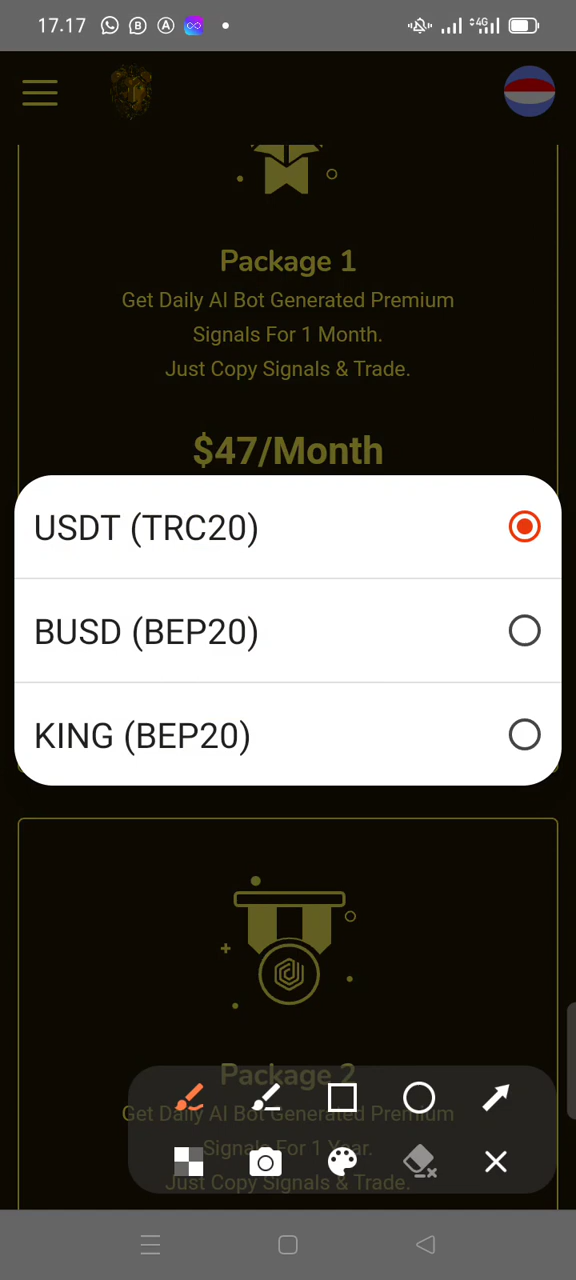 17.17
4G
Package 1
Get Daily AI Bot Generated Premium
Signals For 1 Month.
Just Copy Signals & Trade.
$47/Month
USDT (TRC20)
BUSD (BEP20)
KING (BEP20)
Package 2
Get Daily AI Bot Generated Premium
Signals For 1 Year.
Just Copy Signals & Trade.